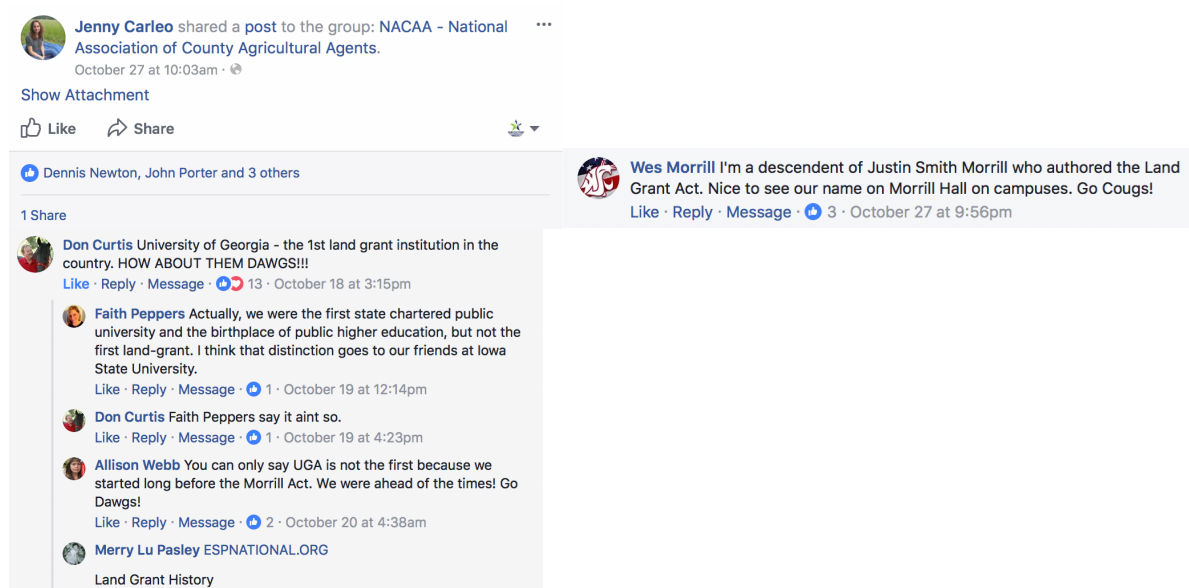 Jenny Carleo shared a post to the group: NACAA - National
Association of County Agricultural Agents.
October 27 at 10:03am ·
Show Attachment
Like Share
Dennis Newton, John Porter and 3 others
1 Share
Don Curtis University of Georgia - the 1st land grant institution in the
country. HOW ABOUT THEM DAWGS!!!
Like · Reply · Message · 13 · October 18 at 3:15pm
Faith Peppers Actually, we were the first state chartered public
university and the birthplace of public higher education, but not the
first land-grant. I think that distinction goes to our friends at Iowa
State University.
Like · Reply · Message · 1 · October 19 at 12:14pm
Don Curtis Faith Peppers say it aint so.
Like · Reply · Message · 1 · October 19 at 4:23pm
Allison Webb You can only say UGA is not the first because we
started long before the Morrill Act. We were ahead of the times! Go
Dawgs!
Like · Reply · Message · 2 · October 20 at 4:38am
Merry Lu Pasley ESPNATIONAL.ORG
Land Grant History
Wes Morrill I'm a descendent of Justin Smith Morrill who authored the Land
Grant Act. Nice to see our name on Morrill Hall on campuses. Go Cougs!
Like · Reply · Message · 3 · October 27 at 9:56pm